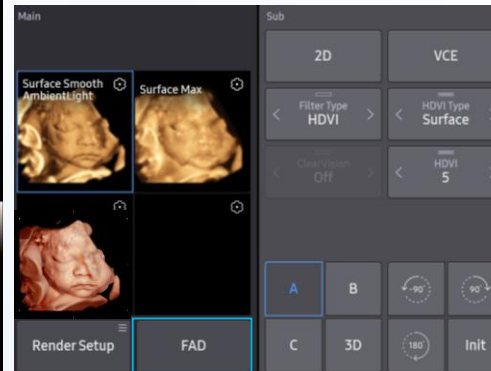 Main
Sub
2D
VCE
Surface Smooth
AmbientLight
Surface Max
Filter Type
HDVI
HDVI Type
Surface
ClearVision
Off
HDVI
5
A
B
-90°
90°
Render Setup
FAD
C
3D
180°
Init